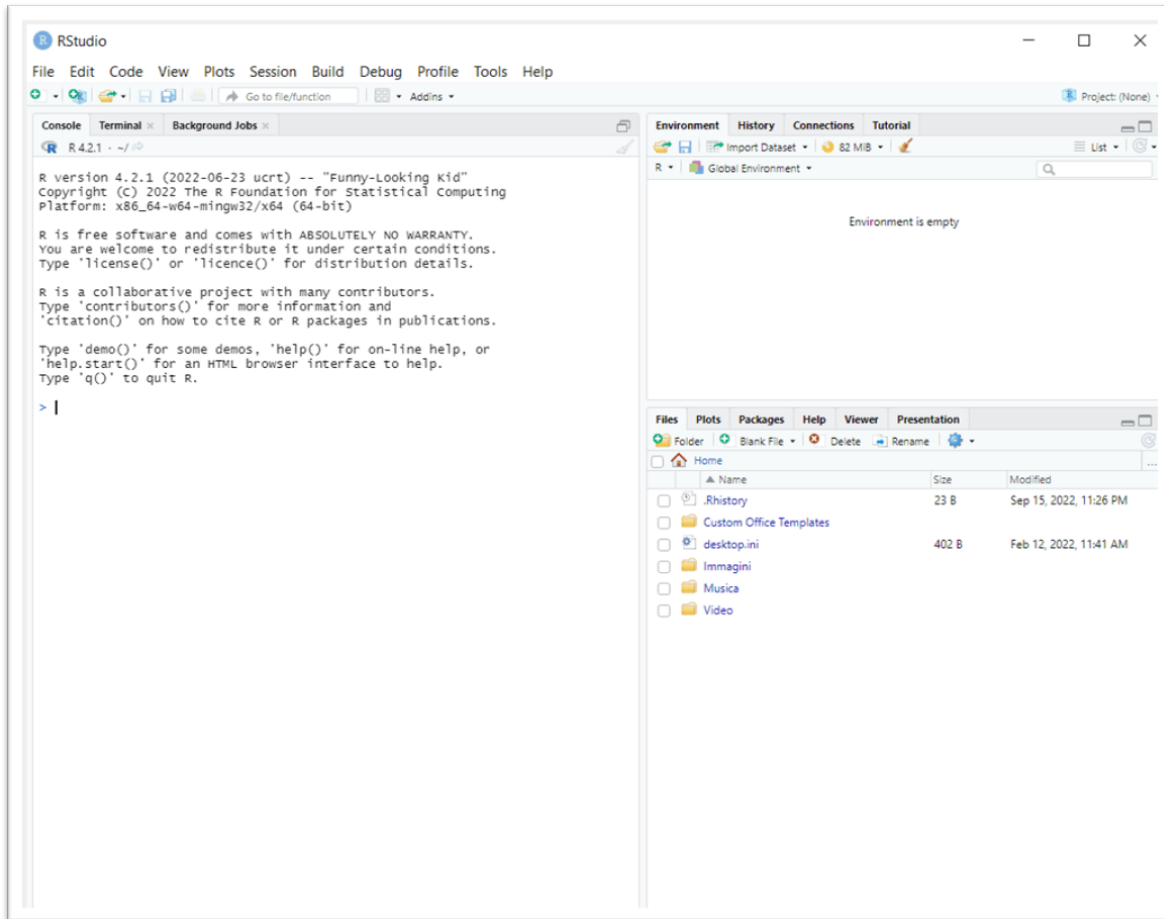 RStudio
File Edit Code View Plots Session Build Debug Profile Tools Help
Go to file/function Addins Project: (None)
Console Terminal Background Jobs
R 4.2.1 · ~/
R version 4.2.1 (2022-06-23 ucrt) -- "Funny-Looking Kid"
Copyright (C) 2022 The R Foundation for Statistical Computing
Platform: x86_64-w64-mingw32/x64 (64-bit)
R is free software and comes with ABSOLUTELY NO WARRANTY.
You are welcome to redistribute it under certain conditions.
Type 'license()' or 'licence()' for distribution details.
R is a collaborative project with many contributors.
Type 'contributors()' for more information and
'citation()' on how to cite R or R packages in publications.
Type 'demo()' for some demos, 'help()' for on-line help, or
'help.start()' for an HTML browser interface to help.
Type 'q()' to quit R.
>
Environment History Connections Tutorial
Import Dataset 82 MiB List
R Global Environment
Environment is empty
Files Plots Packages Help Viewer Presentation
Folder Blank File Delete Rename
Home ...
Name Size Modified
.Rhistory 23 B Sep 15, 2022, 11:26 PM
Custom Office Templates
desktop.ini 402 B Feb 12, 2022, 11:41 AM
Immagini
Musica
Video